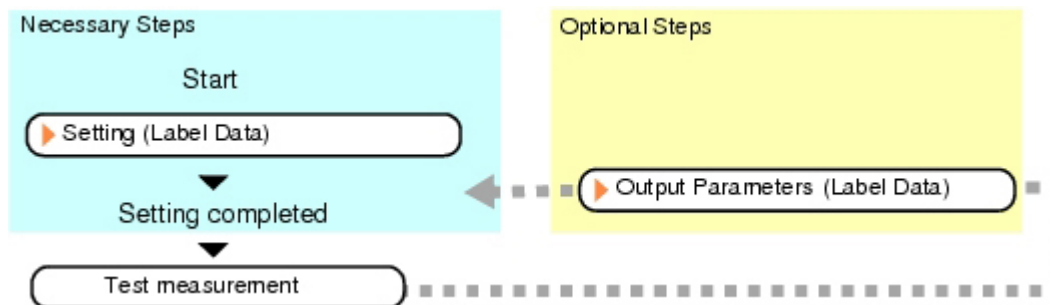 Necessary Steps
Start
Setting (Label Data)
Setting completed
Test measurement
Optional Steps
Output Parameters (Label Data)